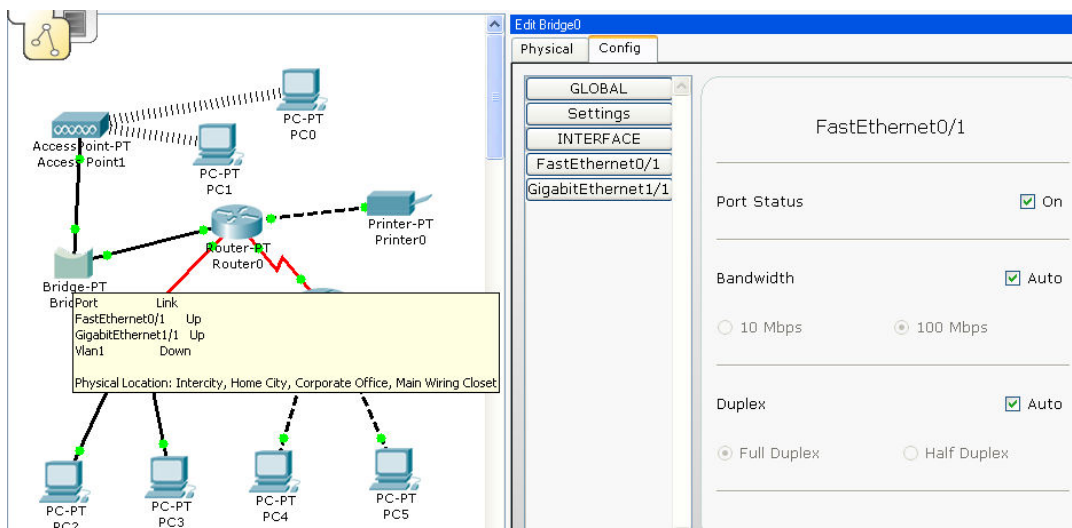 PC-PT
PC0
AccessPoint-PT
Access Point1
PC-PT
PC1
Printer-PT
Printer0
Router-PT
Router0
Bridge-PT
Port Link
FastEthernet0/1 Up
GigabitEthernet1/1 Up
Vlan1 Down
Physical Location: Intercity, Home City, Corporate Office, Main Wiring Closet
PC-PT
PC2
PC-PT
PC3
PC-PT
PC4
PC-PT
PC5
Edit Bridge0
Physical Config
GLOBAL
Settings
INTERFACE
FastEthernet0/1
GigabitEthernet1/1
FastEthernet0/1
Port Status On
Bandwidth Auto
10 Mbps 100 Mbps
Duplex Auto
Full Duplex Half Duplex